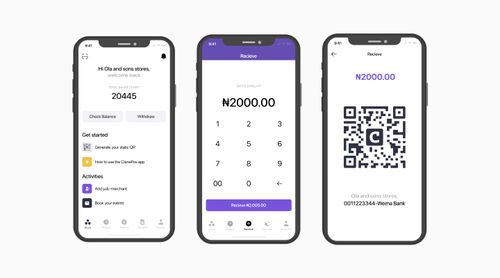 9:41
Hi Ola and sons stores,
welcome back
20445
Check Balance
Withdraw
Get started
Generate your static QR
How to use the ClanePos app
Activities
Add sub-merchant
Book your events
9:41
Recieve
₦2000.00
1 2 3
4 5 6
7 8 9
00 0 ←
Recieve ₦2,000.00
9:41
Recieve
₦2000.00
C
Ola and sons stores,
0011223344-Wema Bank